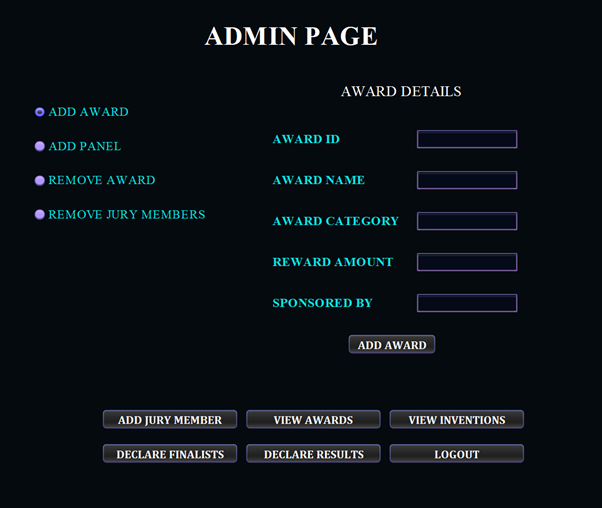 ADMIN PAGE
AWARD DETAILS
ADD AWARD
ADD PANEL
REMOVE AWARD
REMOVE JURY MEMBERS
AWARD ID
AWARD NAME
AWARD CATEGORY
REWARD AMOUNT
SPONSORED BY
ADD AWARD
ADD JURY MEMBER
VIEW AWARDS
VIEW INVENTIONS
DECLARE FINALISTS
DECLARE RESULTS
LOGOUT